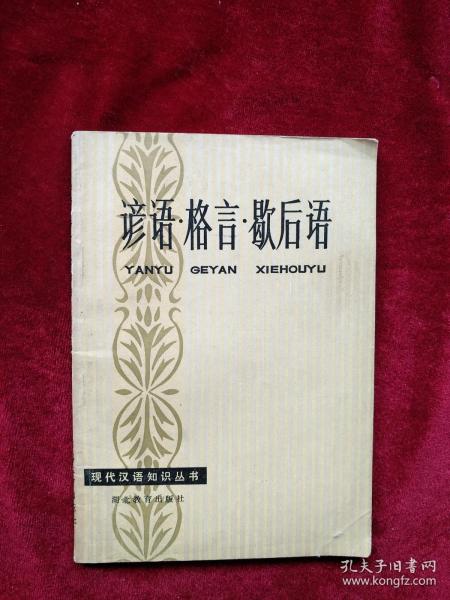 谚语·格言·歇后语
YANYU GEYAN XIEHOUYU
现代汉语知识丛书
湖北教育出版社
孔夫子旧书网
www.kongfz.com